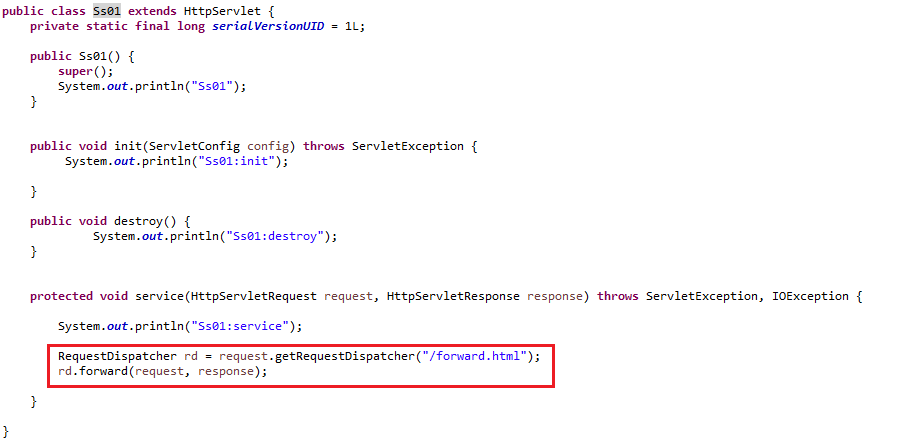 public class Ss01 extends HttpServlet {
private static final long serialVersionUID = 1L;
public Ss01() {
super();
System.out.println("Ss01");
}
public void init(ServletConfig config) throws ServletException {
System.out.println("Ss01:init");
}
public void destroy() {
System.out.println("Ss01:destroy");
}
protected void service(HttpServletRequest request, HttpServletResponse response) throws ServletException, IOException {
System.out.println("Ss01:service");
RequestDispatcher rd = request.getRequestDispatcher("/forward.html");
rd.forward(request, response);
}
}